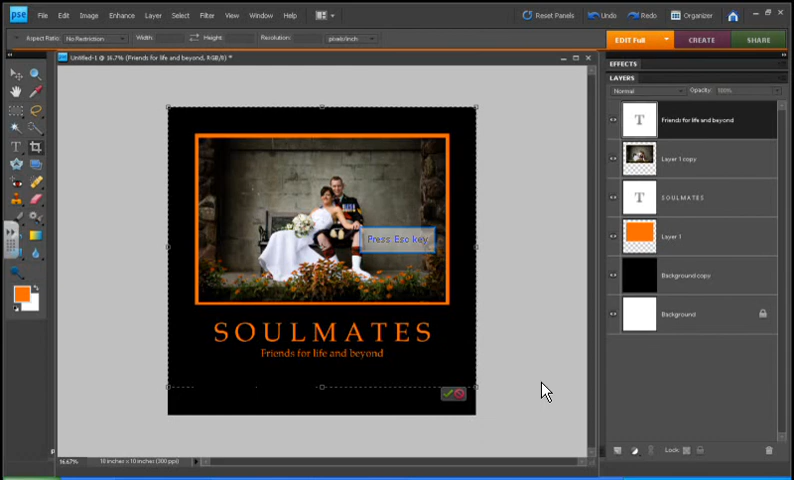 pse File Edit Image Enhance Layer Select Filter View Window Help Reset Panels Undo Redo Organizer
Aspect Ratio: No Restriction Width: Height: Resolution: pixels/inch EDIT Full CREATE SHARE
Untitled-1 @ 16.7% (Friends for life and beyond, RGB/8) *
EFFECTS
LAYERS
Normal Opacity: 100%
Friends for life and beyond
Layer 1 copy
SOULMATES
Layer 1
Background copy
Background
Press Esc key.
SOULMATES
Friends for life and beyond
16.67% 10 inches x 10 inches (300 ppi)
Lock: